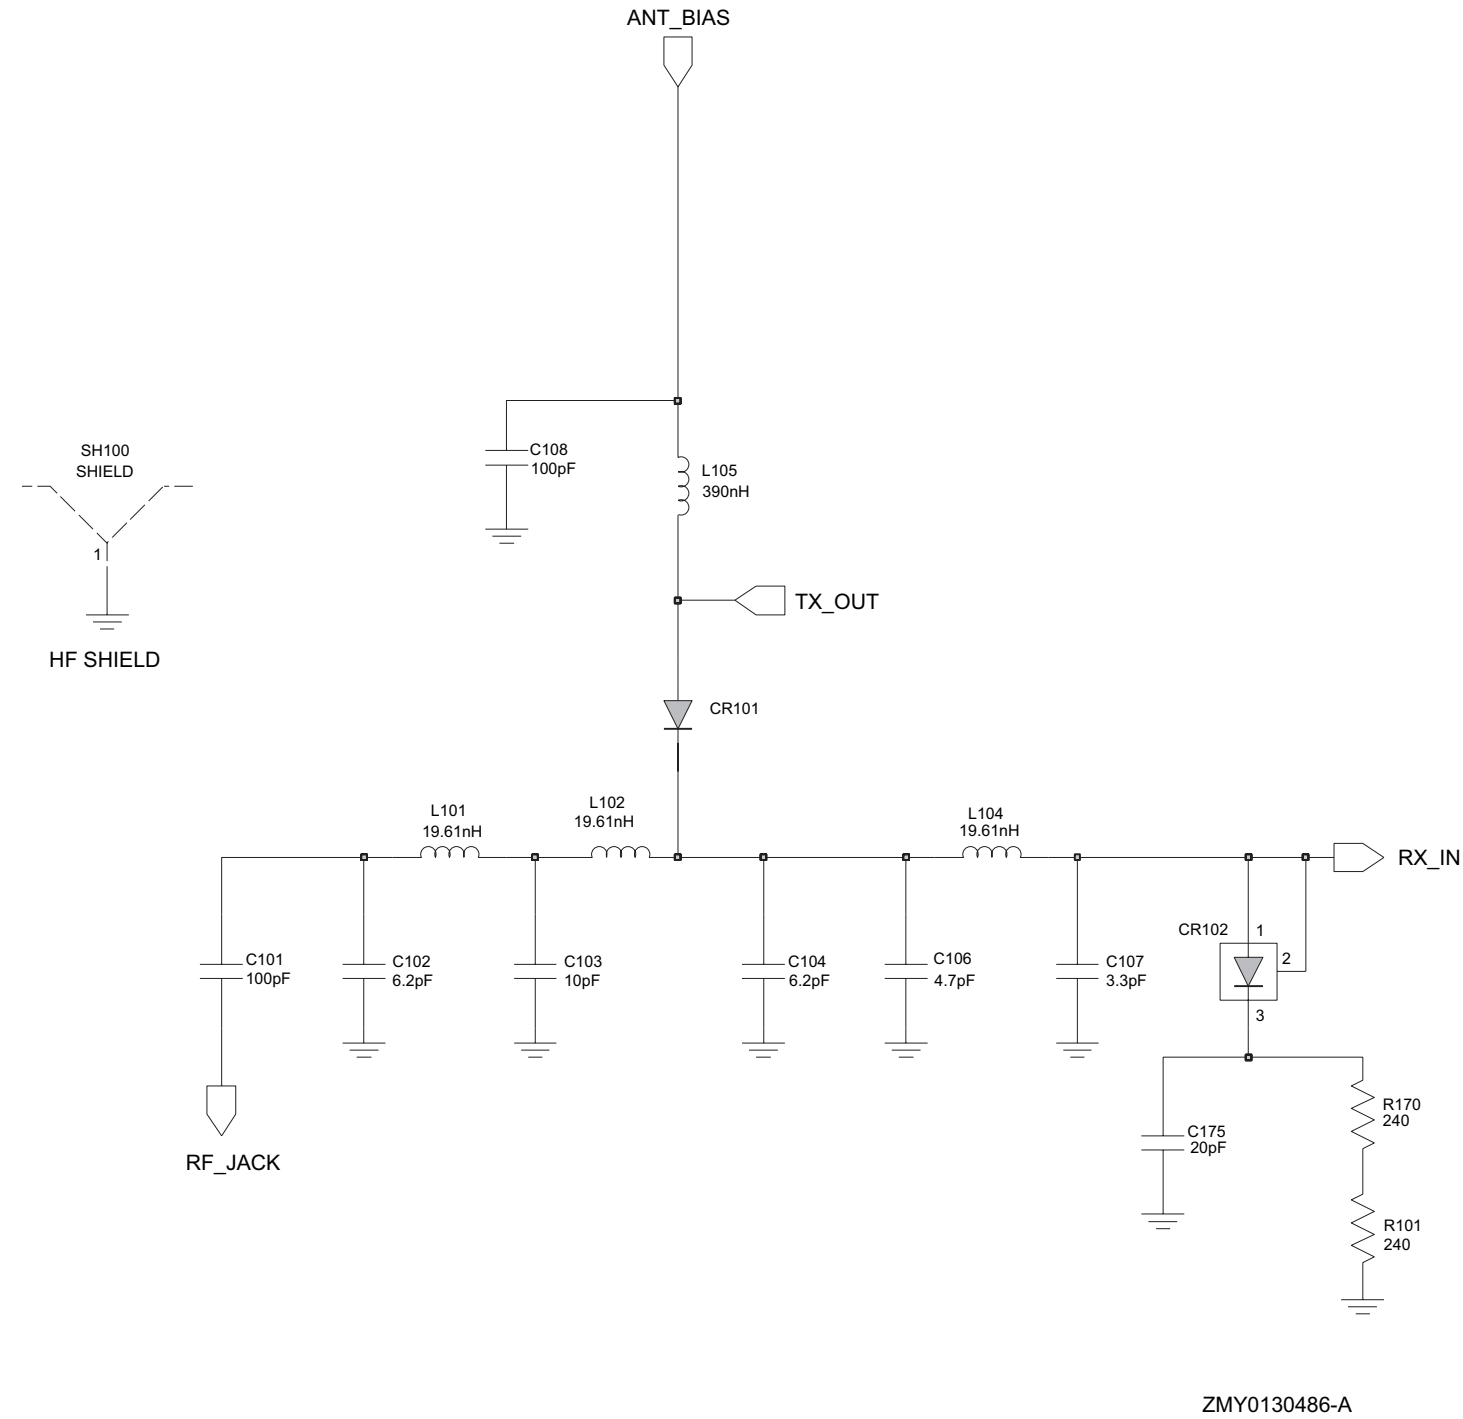 ANT_BIAS
SH100
SHIELD
1
HF SHIELD
C108
100pF
L105
390nH
TX_OUT
CR101
L101
19.61nH
L102
19.61nH
L104
19.61nH
RX_IN
C101
100pF
C102
6.2pF
C103
10pF
C104
6.2pF
C106
4.7pF
C107
3.3pF
CR102
1
2
3
RF_JACK
C175
20pF
R170
240
R101
240
ZMY0130486-A